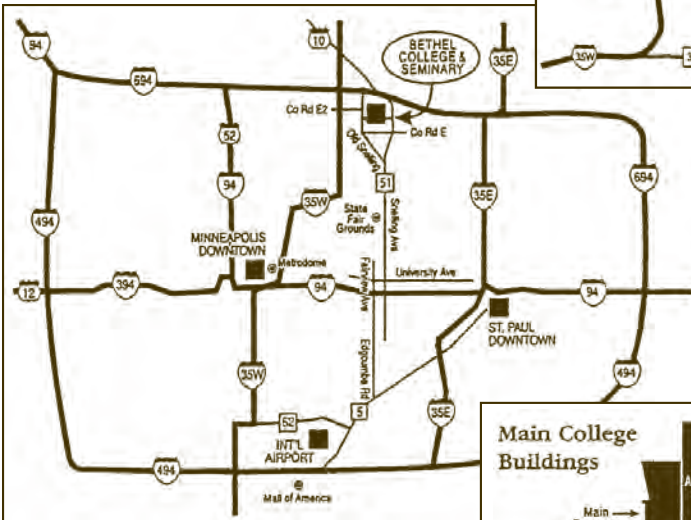 94
694
10
BETHEL
COLLEGE &
SEMINARY
35E
35W
Co Rd E2
Co Rd E
Old Snelling
52
51
94
35W
35E
694
494
State
Fair
Grounds
Snelling Ave
MINNEAPOLIS
DOWNTOWN
Metrodome
Fairview Ave
University Ave
12
394
94
94
ST. PAUL
DOWNTOWN
Edgcumbe Rd
35W
494
5
35E
62
INT'L
AIRPORT
494
Mall of America
Main College
Buildings
Main
A